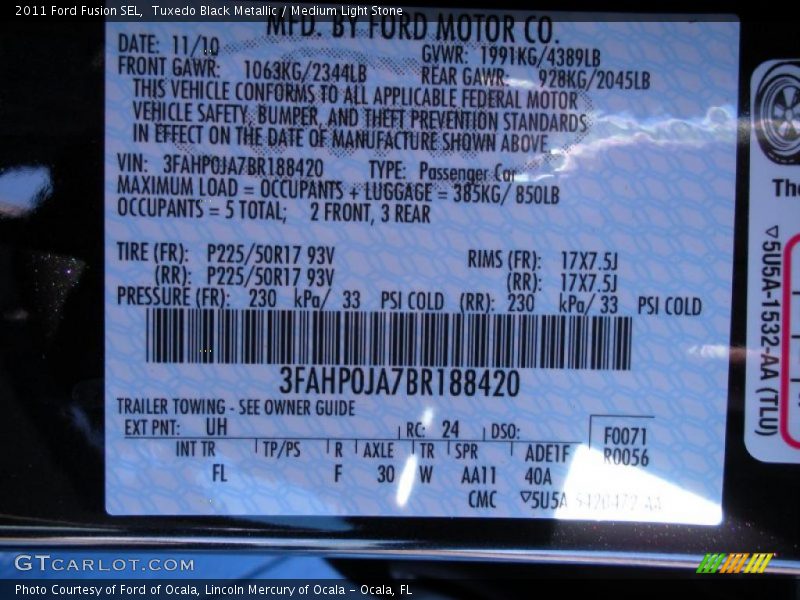 2011 Ford Fusion SEL,  Tuxedo Black Metallic / Medium Light Stone
MFD. BY FORD MOTOR CO.
DATE: 11/10 GVWR: 1991KG/4389LB
FRONT GAWR: 1063KG/2344LB REAR GAWR: 928KG/2045LB
THIS VEHICLE CONFORMS TO ALL APPLICABLE FEDERAL MOTOR
VEHICLE SAFETY, BUMPER, AND THEFT PREVENTION STANDARDS
IN EFFECT ON THE DATE OF MANUFACTURE SHOWN ABOVE.
VIN: 3FAHP0JA7BR188420 TYPE: Passenger Car
MAXIMUM LOAD = OCCUPANTS + LUGGAGE = 385KG/ 850LB
OCCUPANTS = 5 TOTAL; 2 FRONT, 3 REAR
TIRE (FR): P225/50R17 93V RIMS (FR): 17X7.5J
(RR): P225/50R17 93V (RR): 17X7.5J
PRESSURE (FR): 230 kPa/ 33 PSI COLD (RR): 230 kPa/ 33 PSI COLD
3FAHP0JA7BR188420
TRAILER TOWING - SEE OWNER GUIDE
EXT PNT: UH RC: 24 DSO: F0071
INT TR TP/PS R AXLE TR SPR ADE1F R0056
FL F 30 W AA11 40A
CMC ▽5U5A
The
▽5U5A-1532-AA (TLU)
GTCARLOT.COM
Photo Courtesy of Ford of Ocala, Lincoln Mercury of Ocala - Ocala, FL